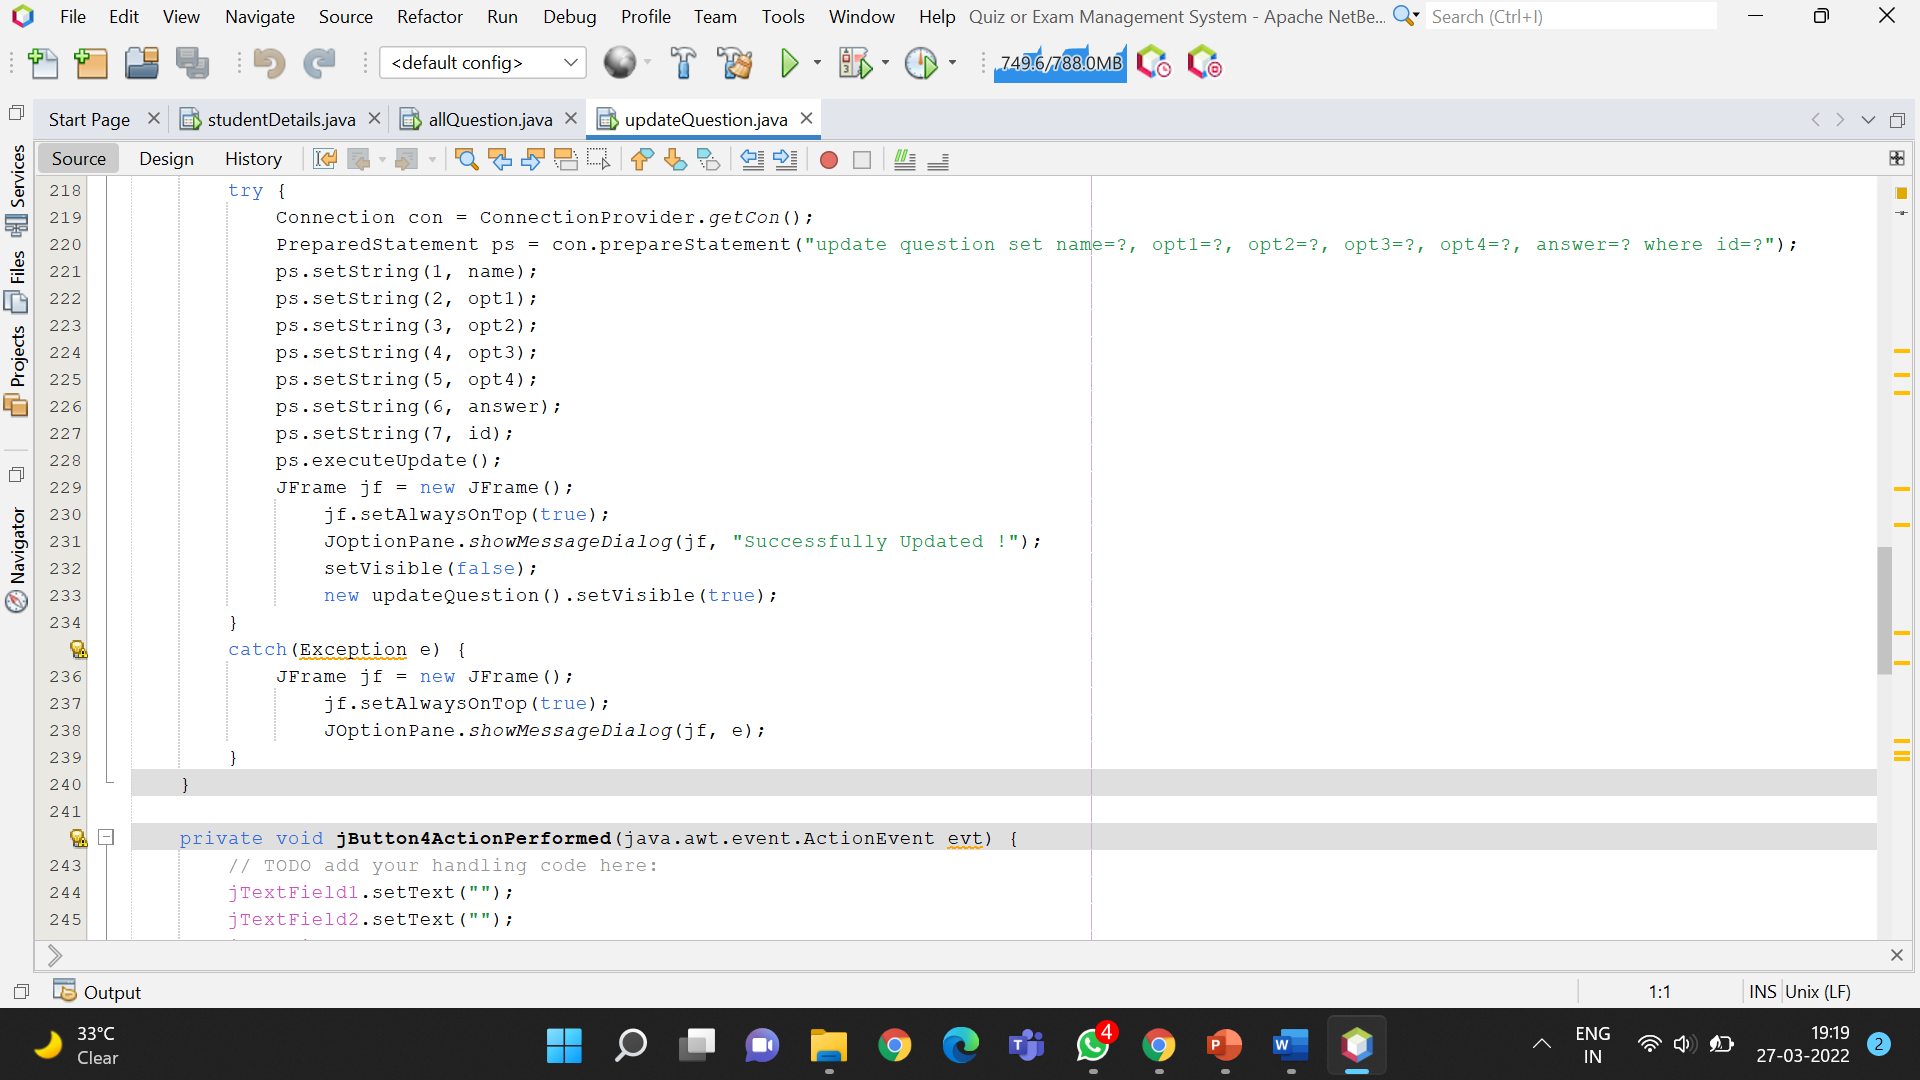 File Edit View Navigate Source Refactor Run Debug Profile Team Tools Window Help Quiz or Exam Management System - Apache NetBe... Search (Ctrl+I)
<default config> 749.6/788.0MB
Start Page studentDetails.java allQuestion.java updateQuestion.java
Source Design History
Services
Files
Projects
Navigator
218 try {
219 Connection con = ConnectionProvider.getCon();
220 PreparedStatement ps = con.prepareStatement("update question set name=?, opt1=?, opt2=?, opt3=?, opt4=?, answer=? where id=?");
221 ps.setString(1, name);
222 ps.setString(2, opt1);
223 ps.setString(3, opt2);
224 ps.setString(4, opt3);
225 ps.setString(5, opt4);
226 ps.setString(6, answer);
227 ps.setString(7, id);
228 ps.executeUpdate();
229 JFrame jf = new JFrame();
230 jf.setAlwaysOnTop(true);
231 JOptionPane.showMessageDialog(jf, "Successfully Updated !");
232 setVisible(false);
233 new updateQuestion().setVisible(true);
234 }
catch(Exception e) {
236 JFrame jf = new JFrame();
237 jf.setAlwaysOnTop(true);
238 JOptionPane.showMessageDialog(jf, e);
239 }
240 }
241
private void jButton4ActionPerformed(java.awt.event.ActionEvent evt) {
243 // TODO add your handling code here:
244 jTextField1.setText("");
245 jTextField2.setText("");
Output 1:1 INS Unix (LF)
33°C
Clear
4
ENG
IN
19:19
27-03-2022
2